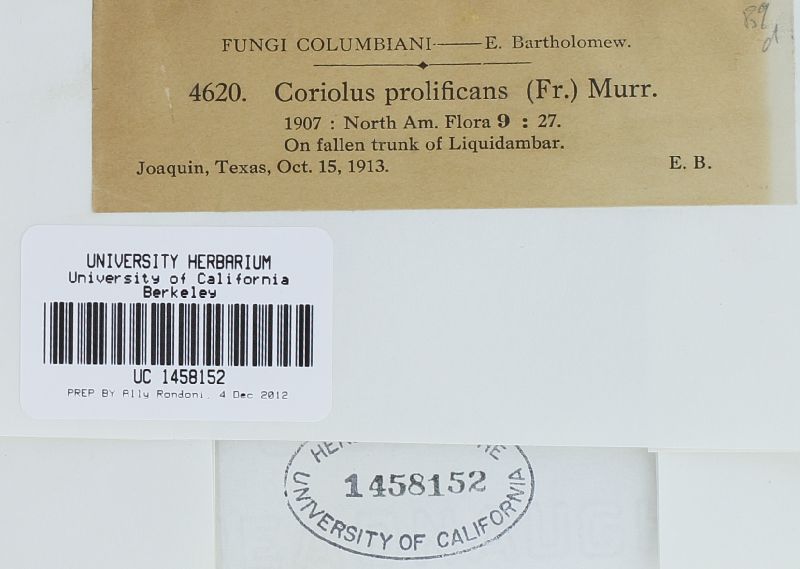 FUNGI COLUMBIANI——E. Bartholomew.
4620. Coriolus prolificans (Fr.) Murr.
1907 : North Am. Flora 9 : 27.
On fallen trunk of Liquidambar.
Joaquin, Texas, Oct. 15, 1913. E. B.
UNIVERSITY HERBARIUM
University of California
Berkeley
UC 1458152
PREP BY Ally Rondoni, 4 Dec 2012
1458152
UNIVERSITY OF CALIFORNIA